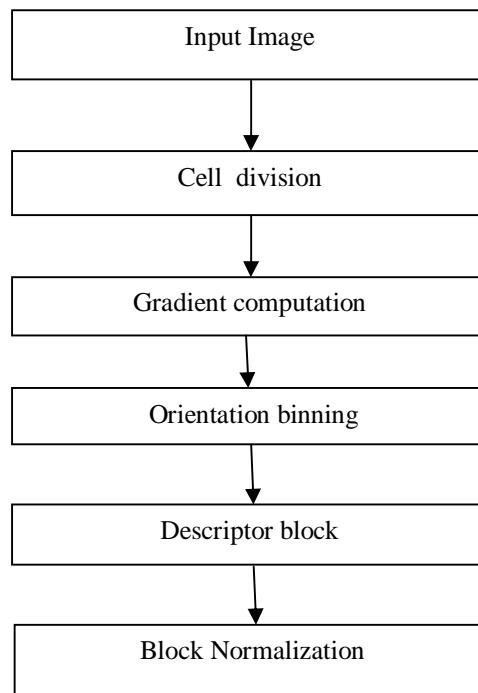 Input Image
Cell division
Gradient computation
Orientation binning
Descriptor block
Block Normalization